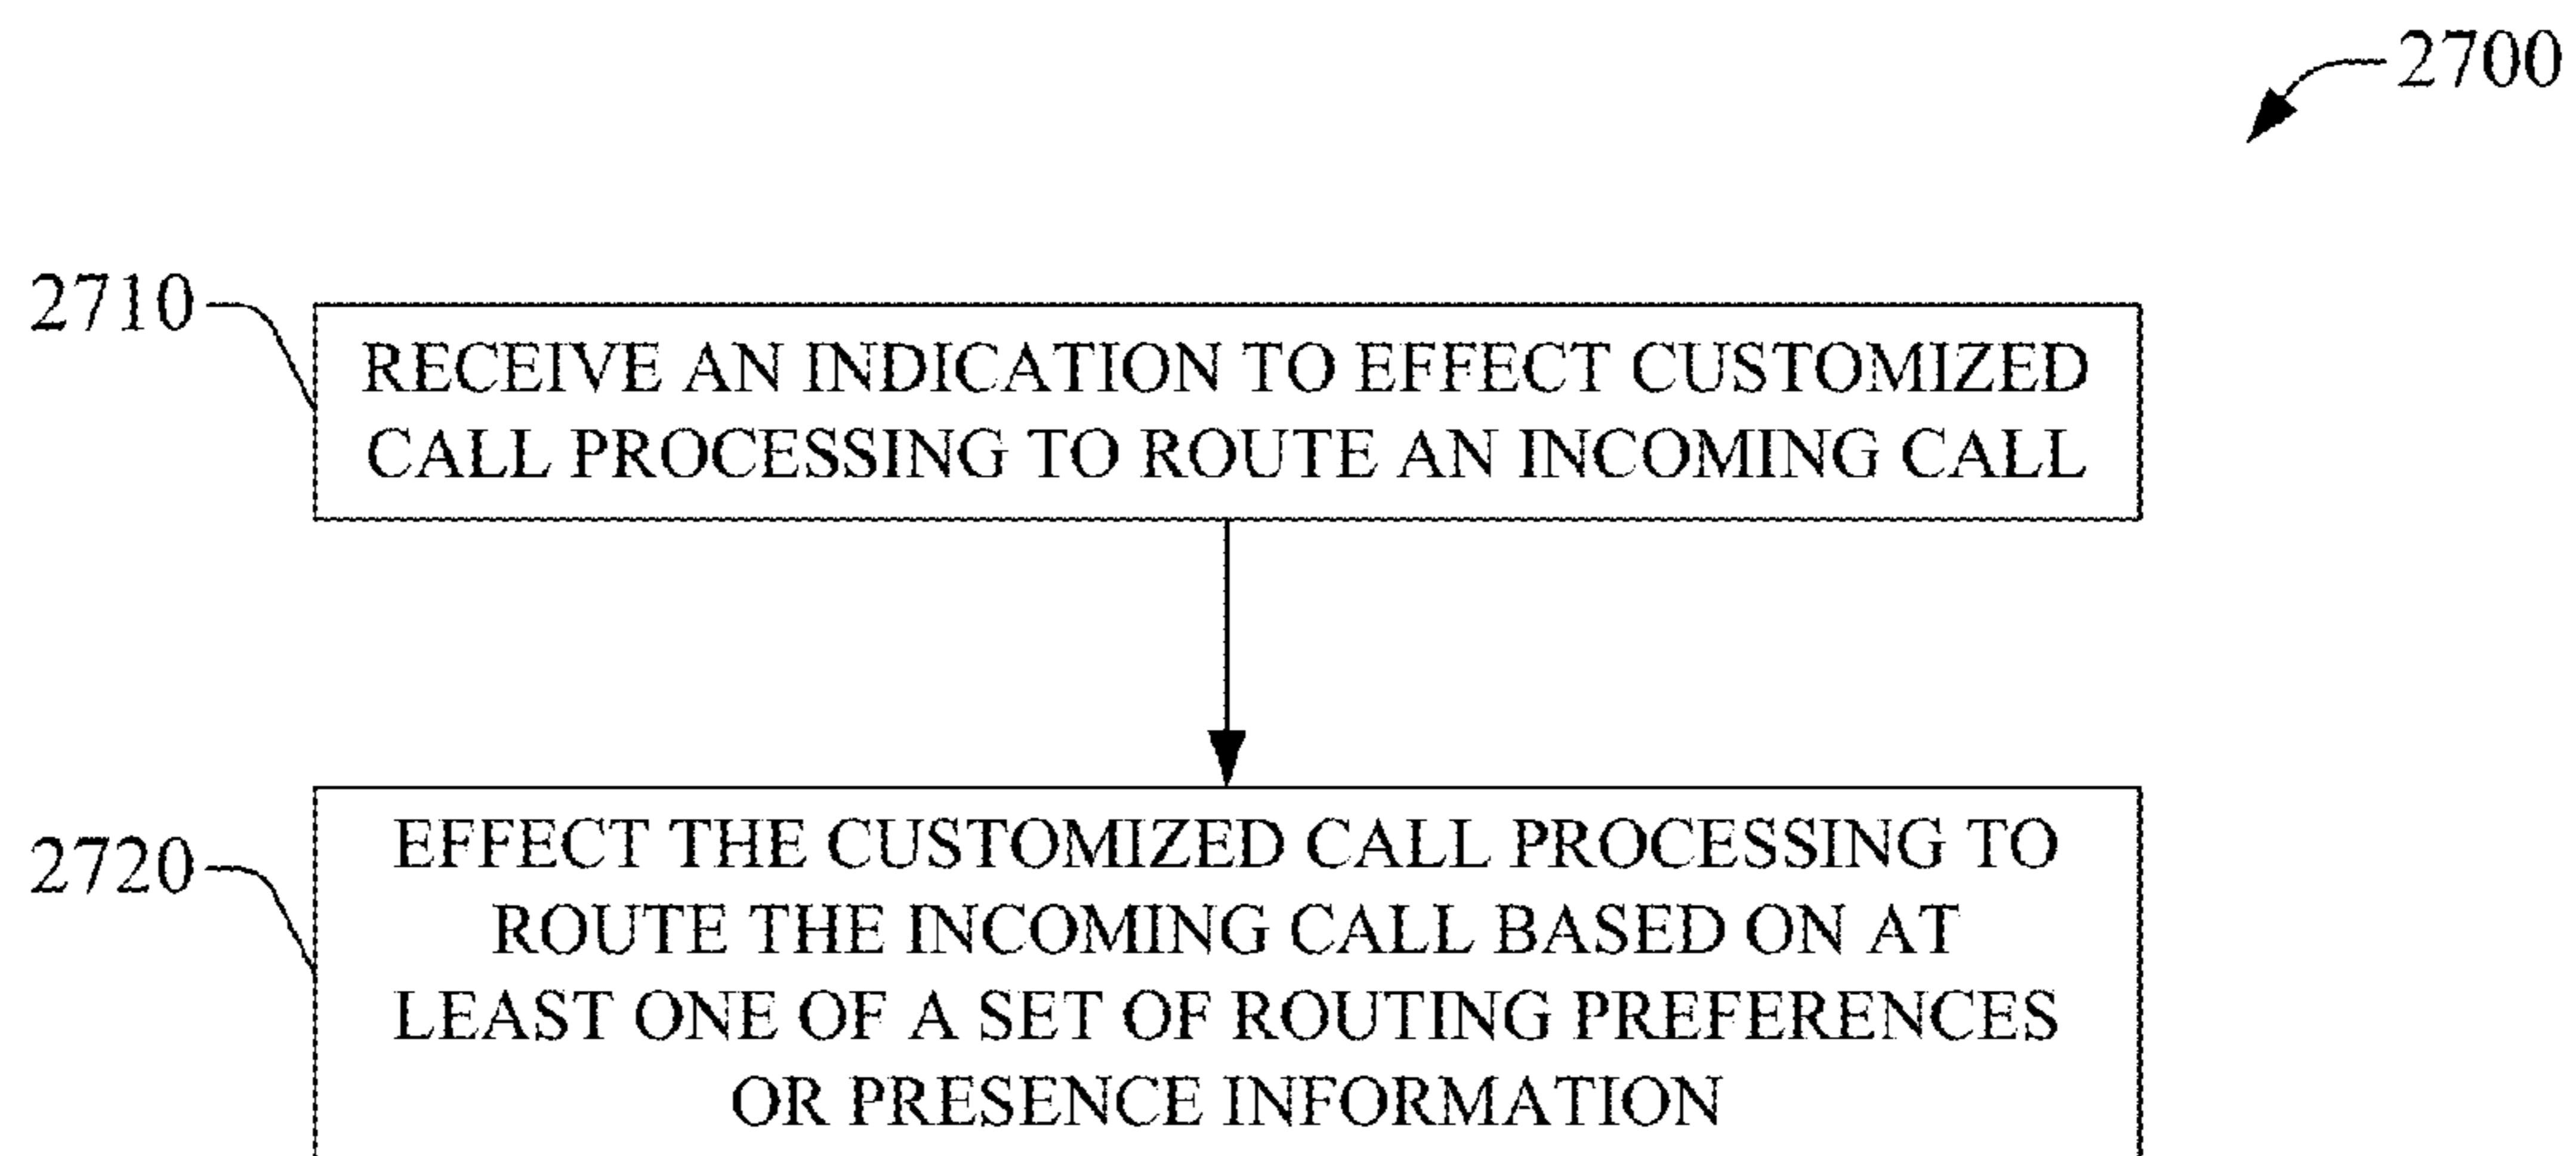 2700
2710
RECEIVE AN INDICATION TO EFFECT CUSTOMIZED
CALL PROCESSING TO ROUTE AN INCOMING CALL
2720
EFFECT THE CUSTOMIZED CALL PROCESSING TO
ROUTE THE INCOMING CALL BASED ON AT
LEAST ONE OF A SET OF ROUTING PREFERENCES
OR PRESENCE INFORMATION